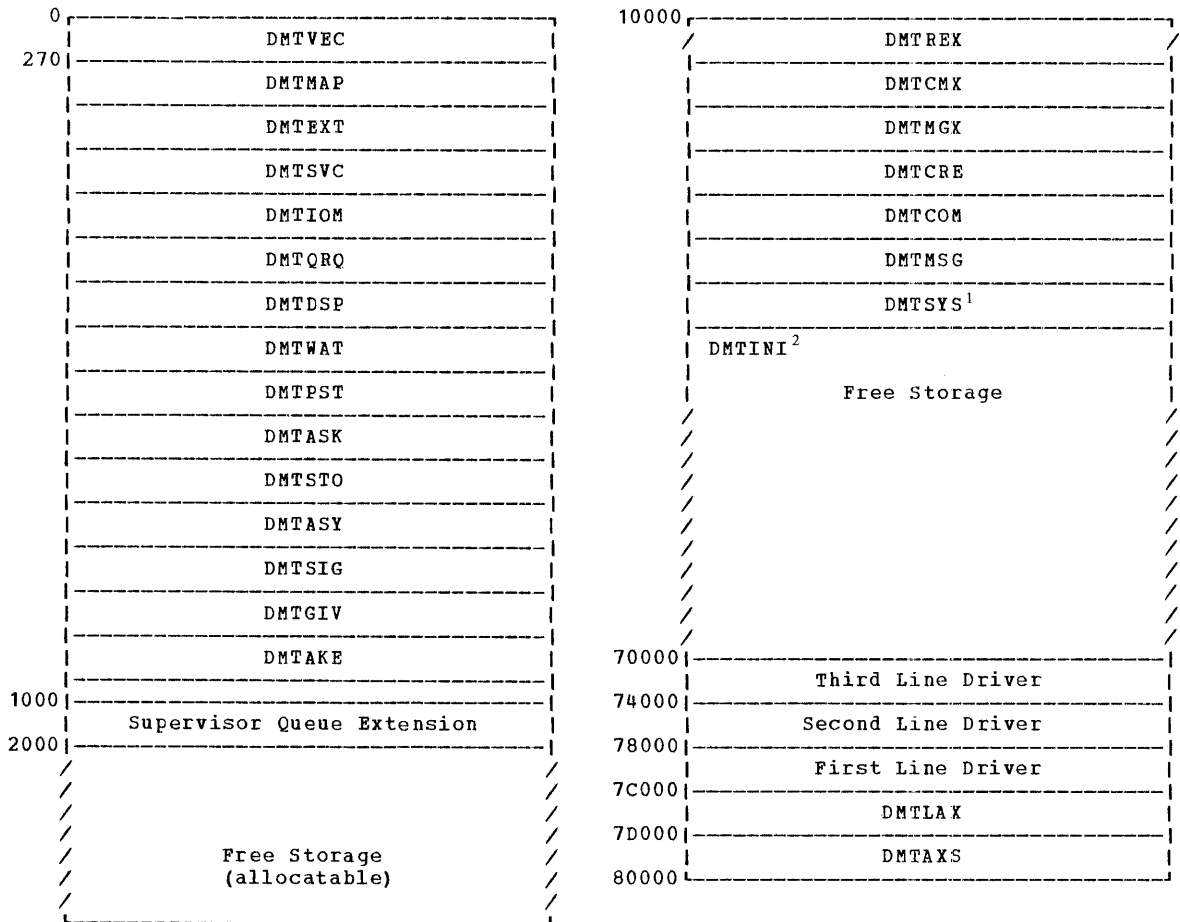 0
DMTVEC
270
DMTMAP
DMTEXT
DMTSVC
DMTIOM
DMTQRQ
DMTDSP
DMTWAT
DMTPST
DMTASK
DMTSTO
DMTASY
DMTSIG
DMTGIV
DMTAKE
1000
Supervisor Queue Extension
2000
Free Storage
(allocatable)
10000
DMTREX
DMTCMX
DMTMGX
DMTCRE
DMTCOM
DMTMSG
DMTSYS¹
DMTINI²
Free Storage
70000
Third Line Driver
74000
Second Line Driver
78000
First Line Driver
7C000
DMTLAX
7D000
DMTAXS
80000